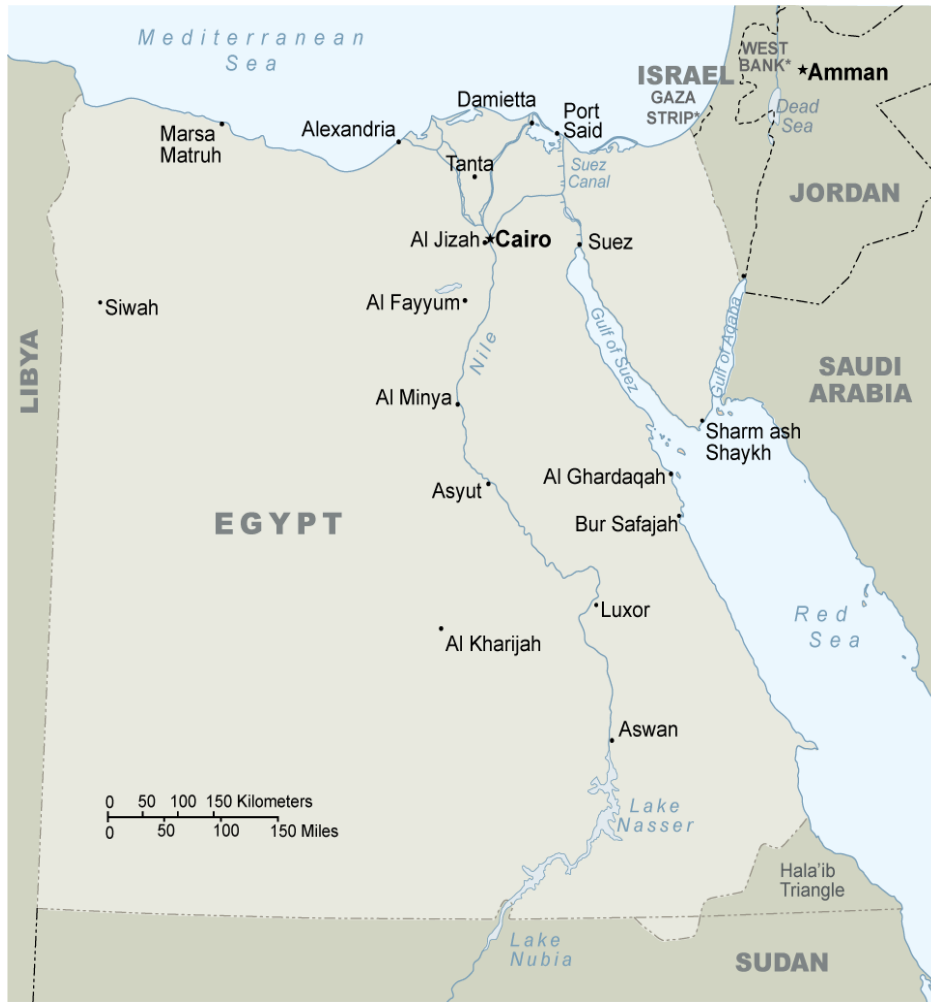 Mediterranean
Sea
WEST
BANK*
Amman
ISRAEL
GAZA
STRIP*
Dead
Sea
Damietta
Port
Said
Marsa
Matruh
Alexandria
Tanta
Suez
Canal
JORDAN
Al Jizah
Cairo
Suez
Siwah
Al Fayyum
Nile
Gulf of Suez
Gulf of Aqaba
LIBYA
SAUDI
ARABIA
Al Minya
Sharm ash
Shaykh
Asyut
Al Ghardaqah
EGYPT
Bur Safajah
Luxor
Red
Sea
Al Kharijah
Aswan
0 50 100 150 Kilometers
0 50 100 150 Miles
Lake
Nasser
Hala'ib
Triangle
Lake
Nubia
SUDAN